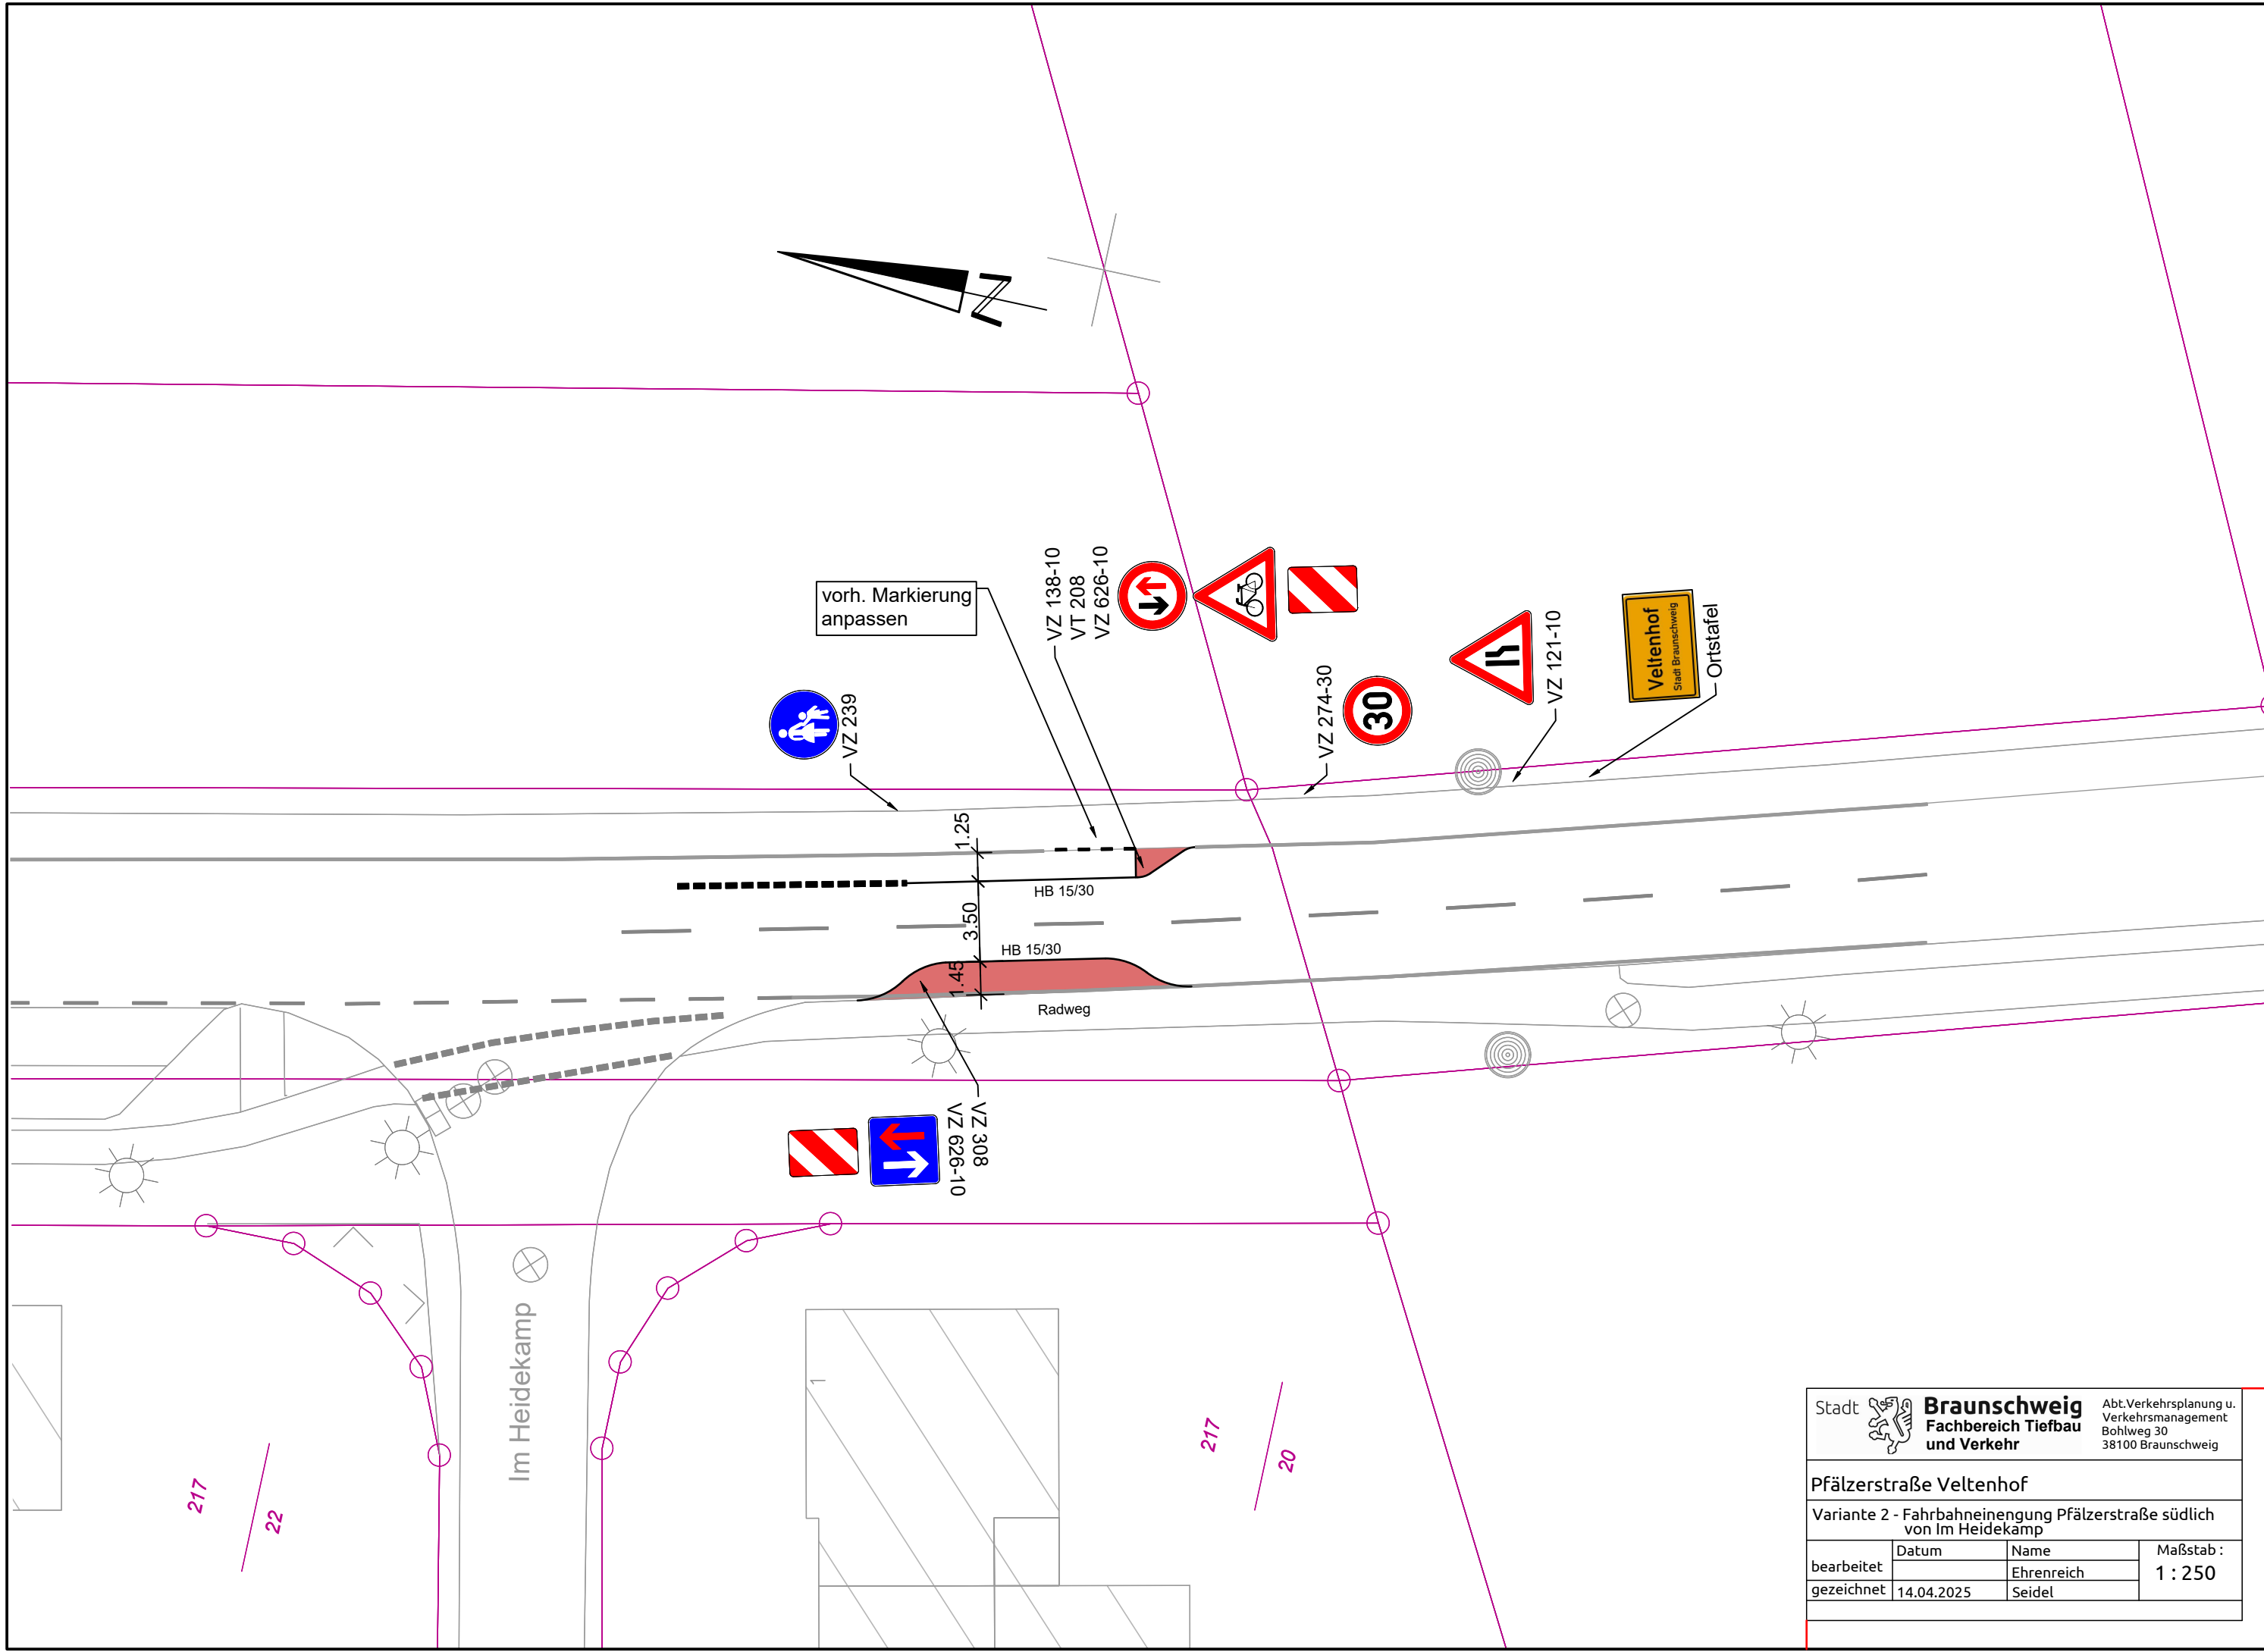 N
vorh. Markierung
anpassen
VZ 138-10
VT 208
VZ 626-10
VZ 239
VZ 274-30
30
VZ 121-10
Veltenhof
Stadt Braunschweig
Ortstafel
1.25
HB 15/30
3.50
HB 15/30
1.45
Radweg
VZ 308
VZ 626-10
Im Heidekamp
1
217
22
217
20
Stadt
Braunschweig
Fachbereich Tiefbau
und Verkehr
Abt.Verkehrsplanung u.
Verkehrsmanagement
Bohlweg 30
38100 Braunschweig
Pfälzerstraße Veltenhof
Variante 2 - Fahrbahneinengung Pfälzerstraße südlich
von Im Heidekamp
Datum
Name
Maßstab :
bearbeitet
Ehrenreich
1 : 250
gezeichnet
14.04.2025
Seidel